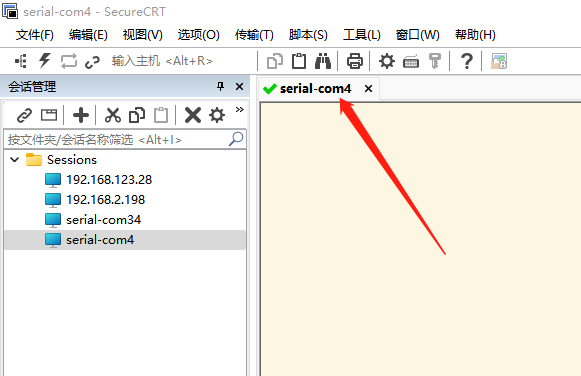 serial-com4 - SecureCRT
文件(F) 编辑(E) 视图(V) 选项(O) 传输(T) 脚本(S) 工具(L) 窗口(W) 帮助(H)
输入主机 <Alt+R>
会话管理
serial-com4
按文件夹/会话名称筛选 <Alt+I>
Sessions
192.168.123.28
192.168.2.198
serial-com34
serial-com4